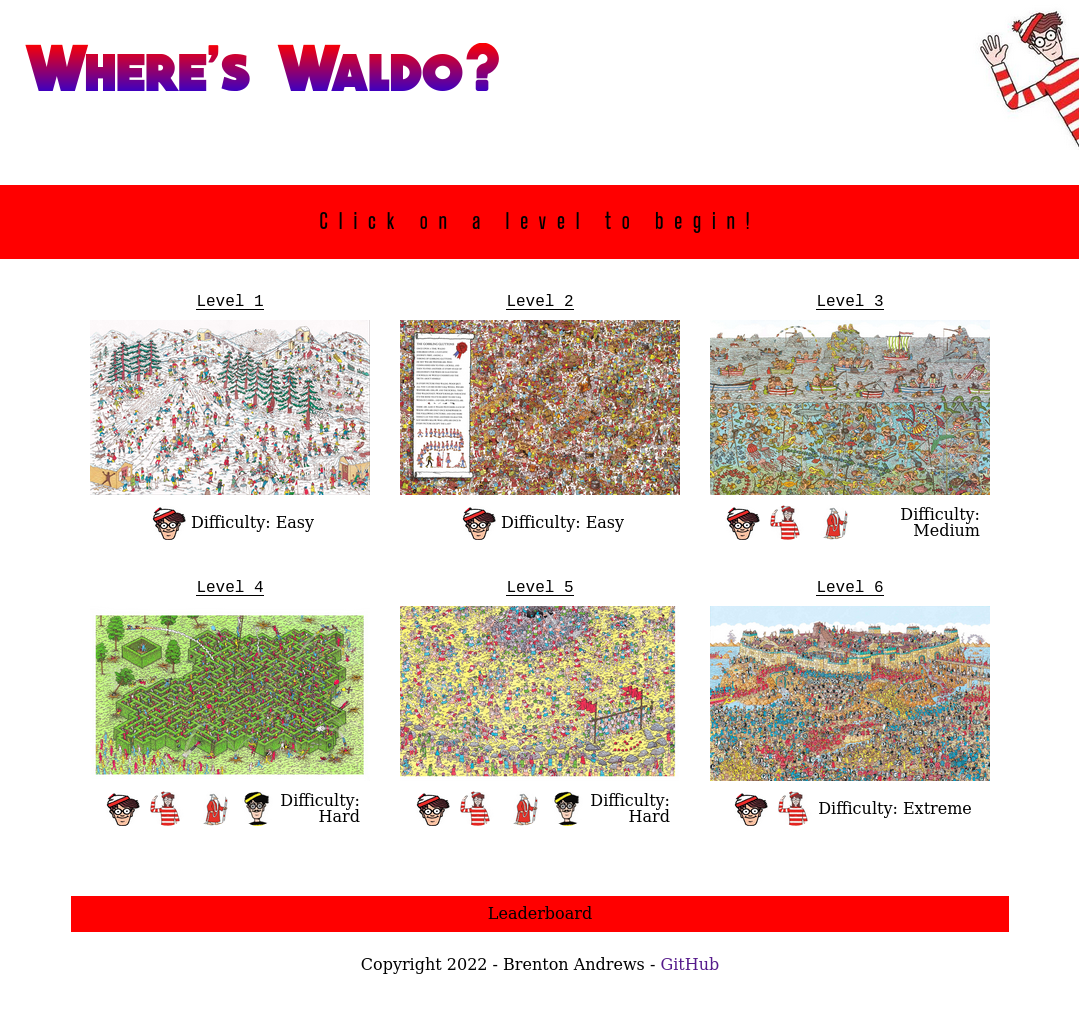 Where's Waldo?
Click on a level to begin!
Level 1
Level 2
Level 3
Difficulty: Easy
Difficulty: Easy
Difficulty:
Medium
Level 4
Level 5
Level 6
Difficulty:
Hard
Difficulty:
Hard
Difficulty: Extreme
Leaderboard
Copyright 2022 - Brenton Andrews - GitHub